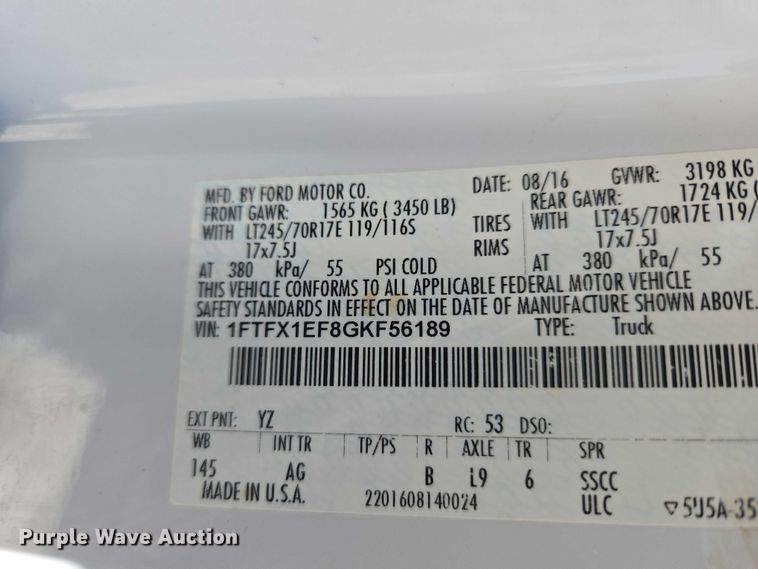 MFD. BY FORD MOTOR CO. DATE: 08/16 GVWR: 3198 KG
FRONT GAWR: 1565 KG ( 3450 LB) REAR GAWR: 1724 KG (
WITH LT245/70R17E 119/116S TIRES WITH LT245/70R17E 119/
17x7.5J RIMS 17x7.5J
AT 380 kPa/ 55 PSI COLD AT 380 kPa/ 55
THIS VEHICLE CONFORMS TO ALL APPLICABLE FEDERAL MOTOR VEHICLE
SAFETY STANDARDS IN EFFECT ON THE DATE OF MANUFACTURE SHOWN ABOVE.
VIN: 1FTFX1EF8GKF56189 TYPE: Truck
EXT PNT: YZ RC: 53 DSO:
WB INT TR TP/PS R AXLE TR SPR
145 AG B L9 6 SSCC
MADE IN U.S.A. 2201608140024 ULC ▽5U5A-35
Purple Wave Auction